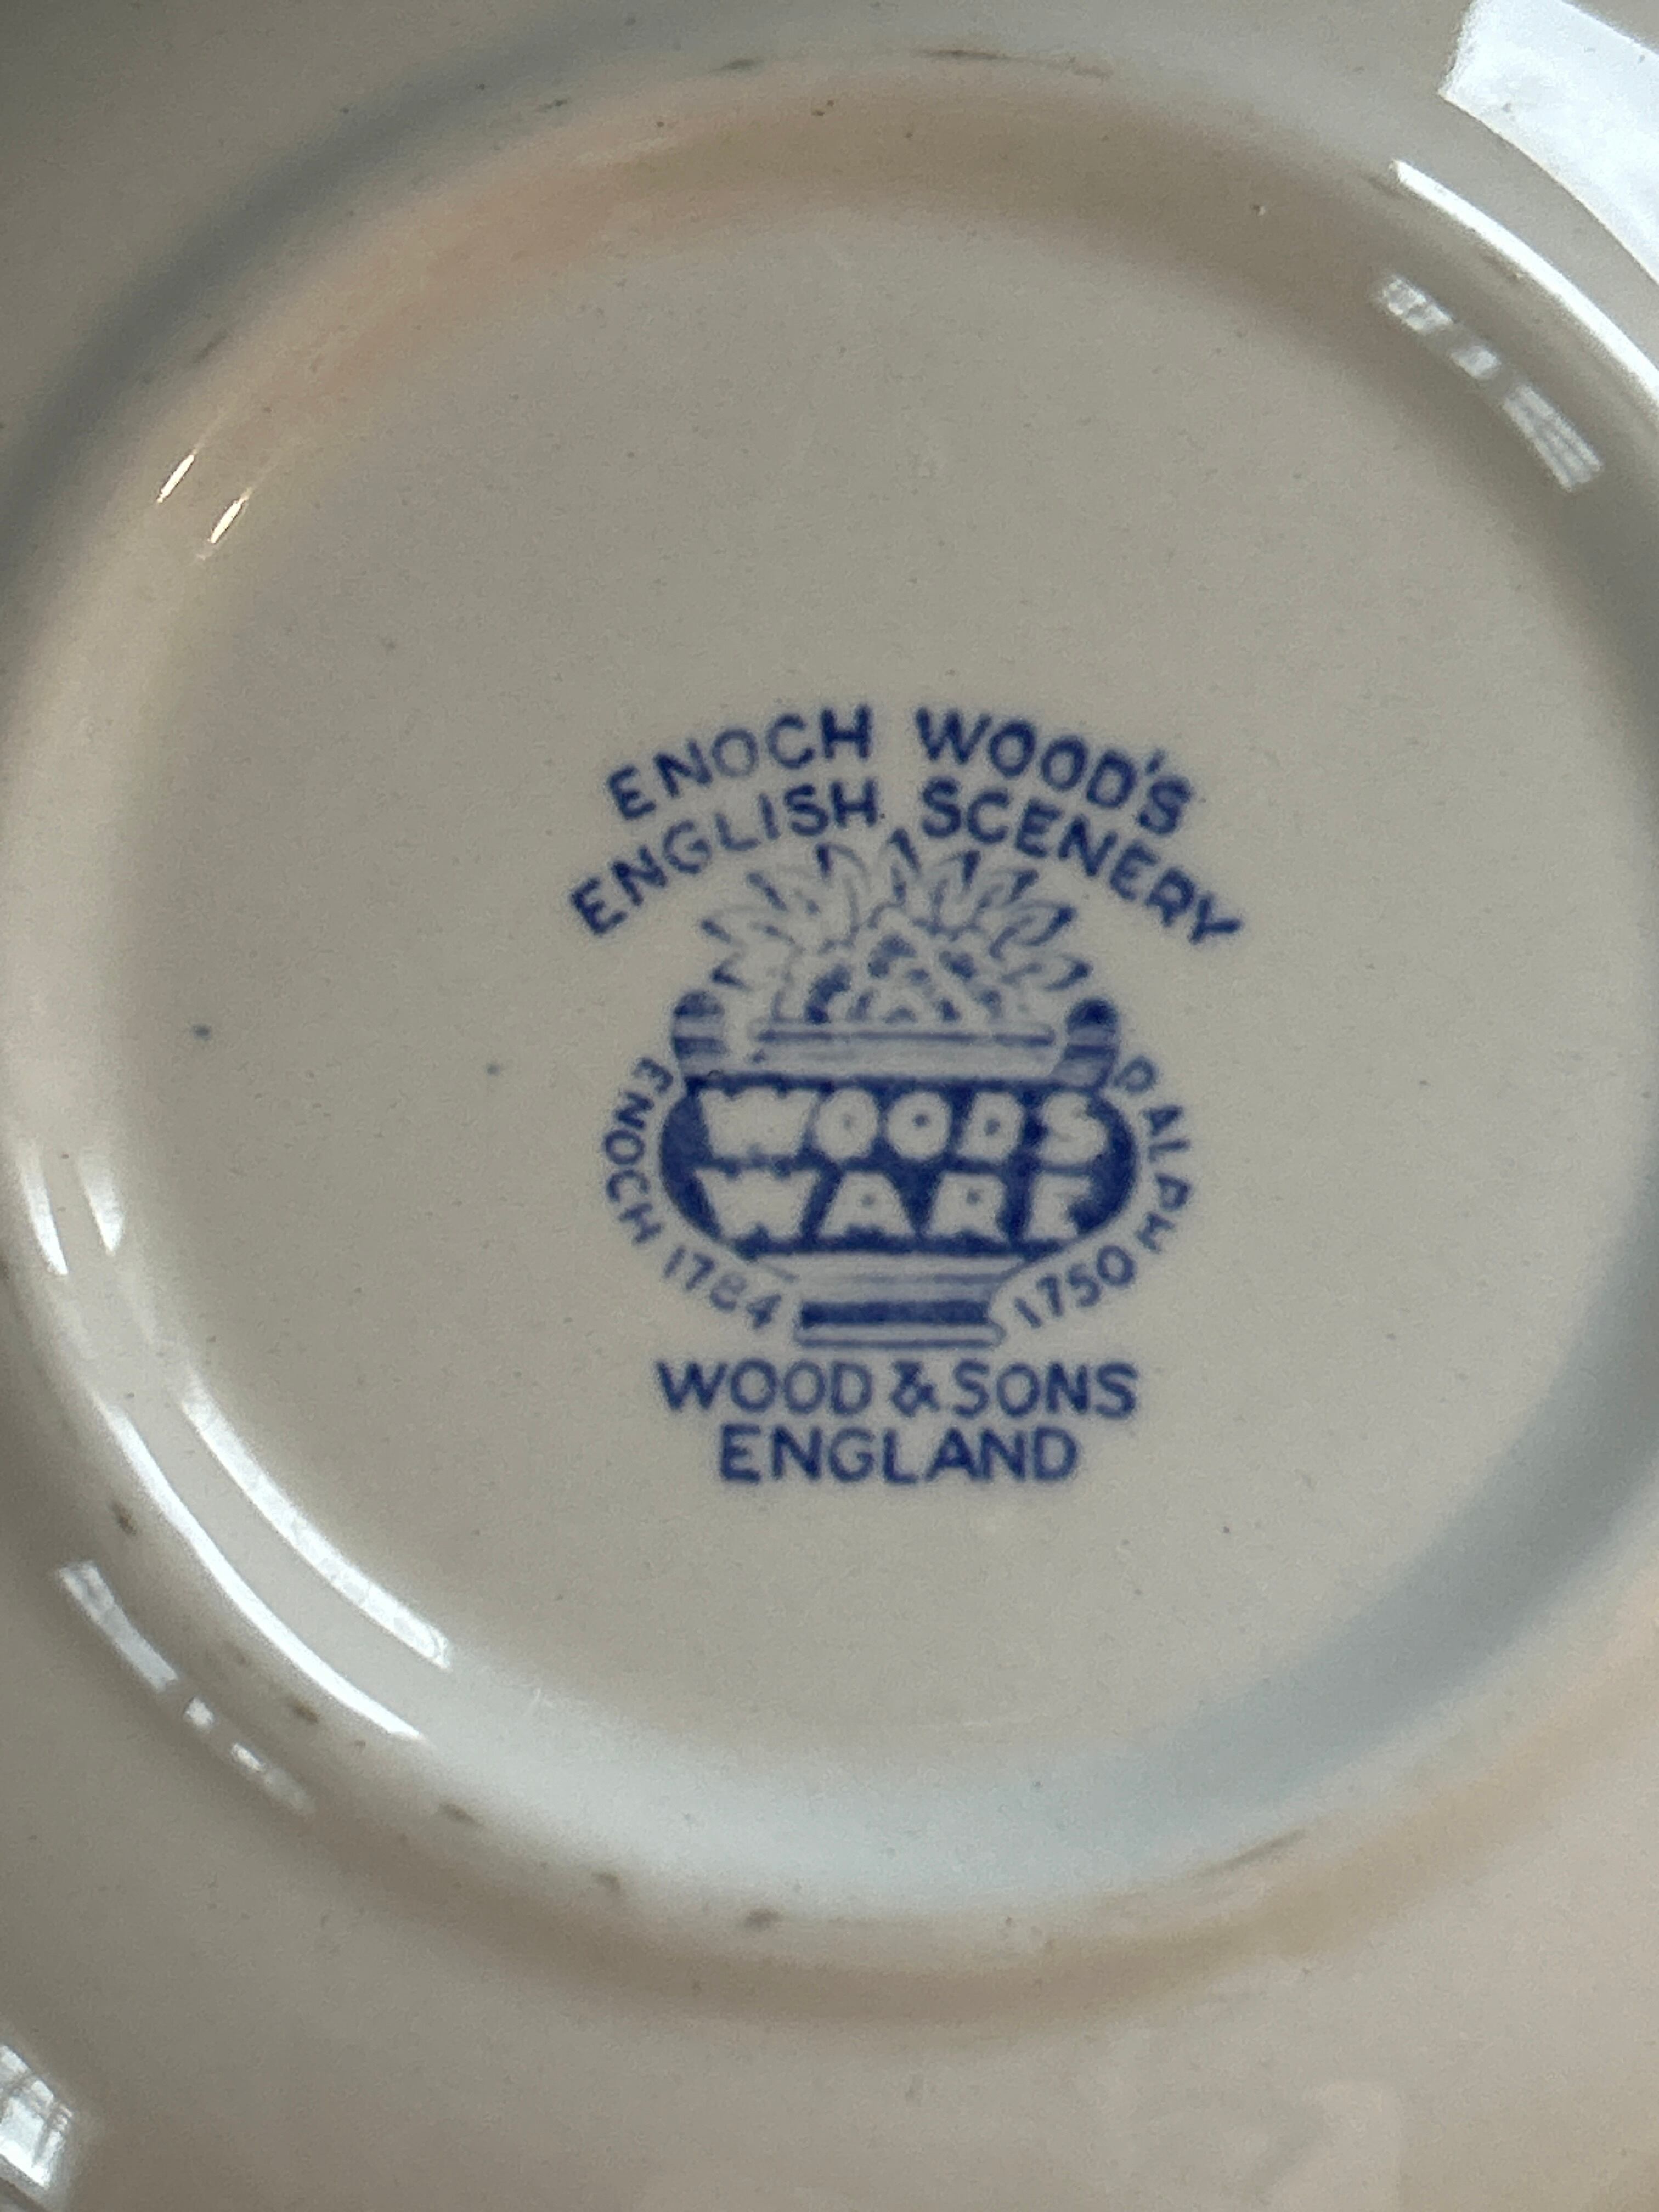 ENOCH WOOD'S
ENGLISH SCENERY
WOODS
WARE
ENOCH 1784
RALPH 1750
WOOD & SONS
ENGLAND